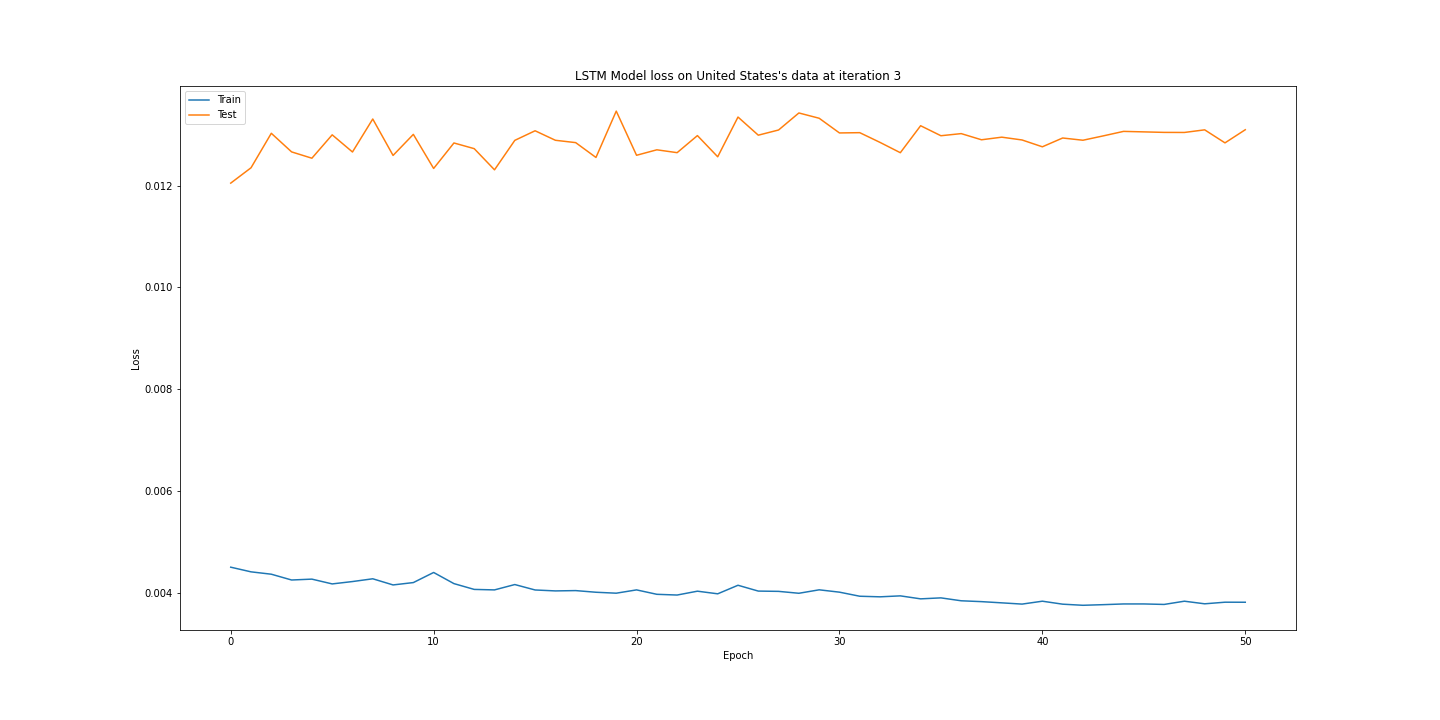 LSTM Model loss on United States's data at iteration 3
Train
Test
0.012
0.010
0.008
0.006
0.004
Loss
0 10 20 30 40 50
Epoch